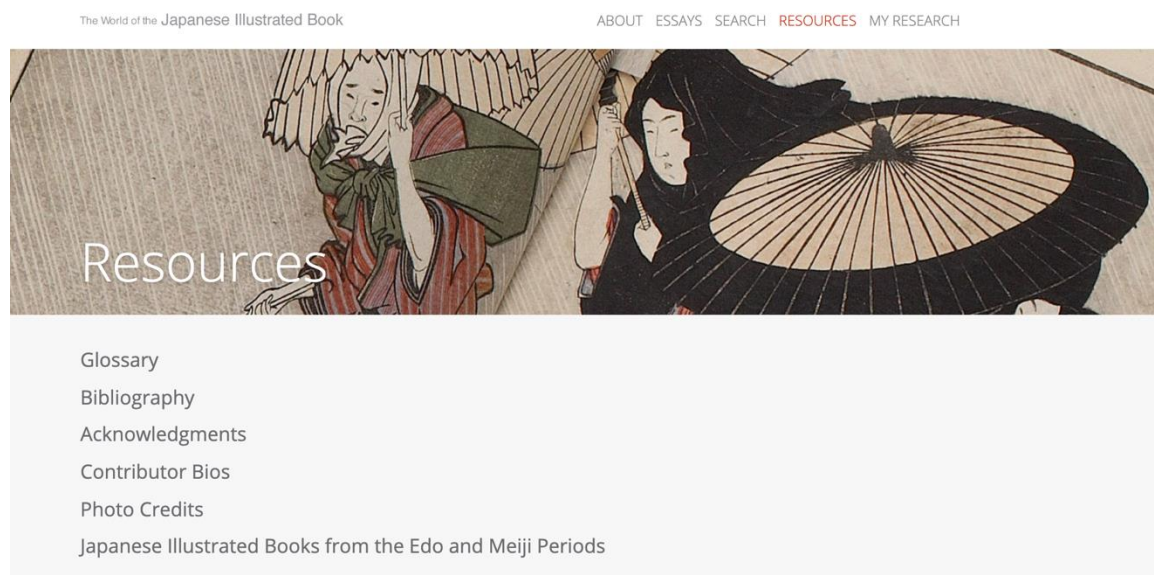 The World of the Japanese Illustrated Book
ABOUT ESSAYS SEARCH RESOURCES MY RESEARCH
Resources
Glossary
Bibliography
Acknowledgments
Contributor Bios
Photo Credits
Japanese Illustrated Books from the Edo and Meiji Periods